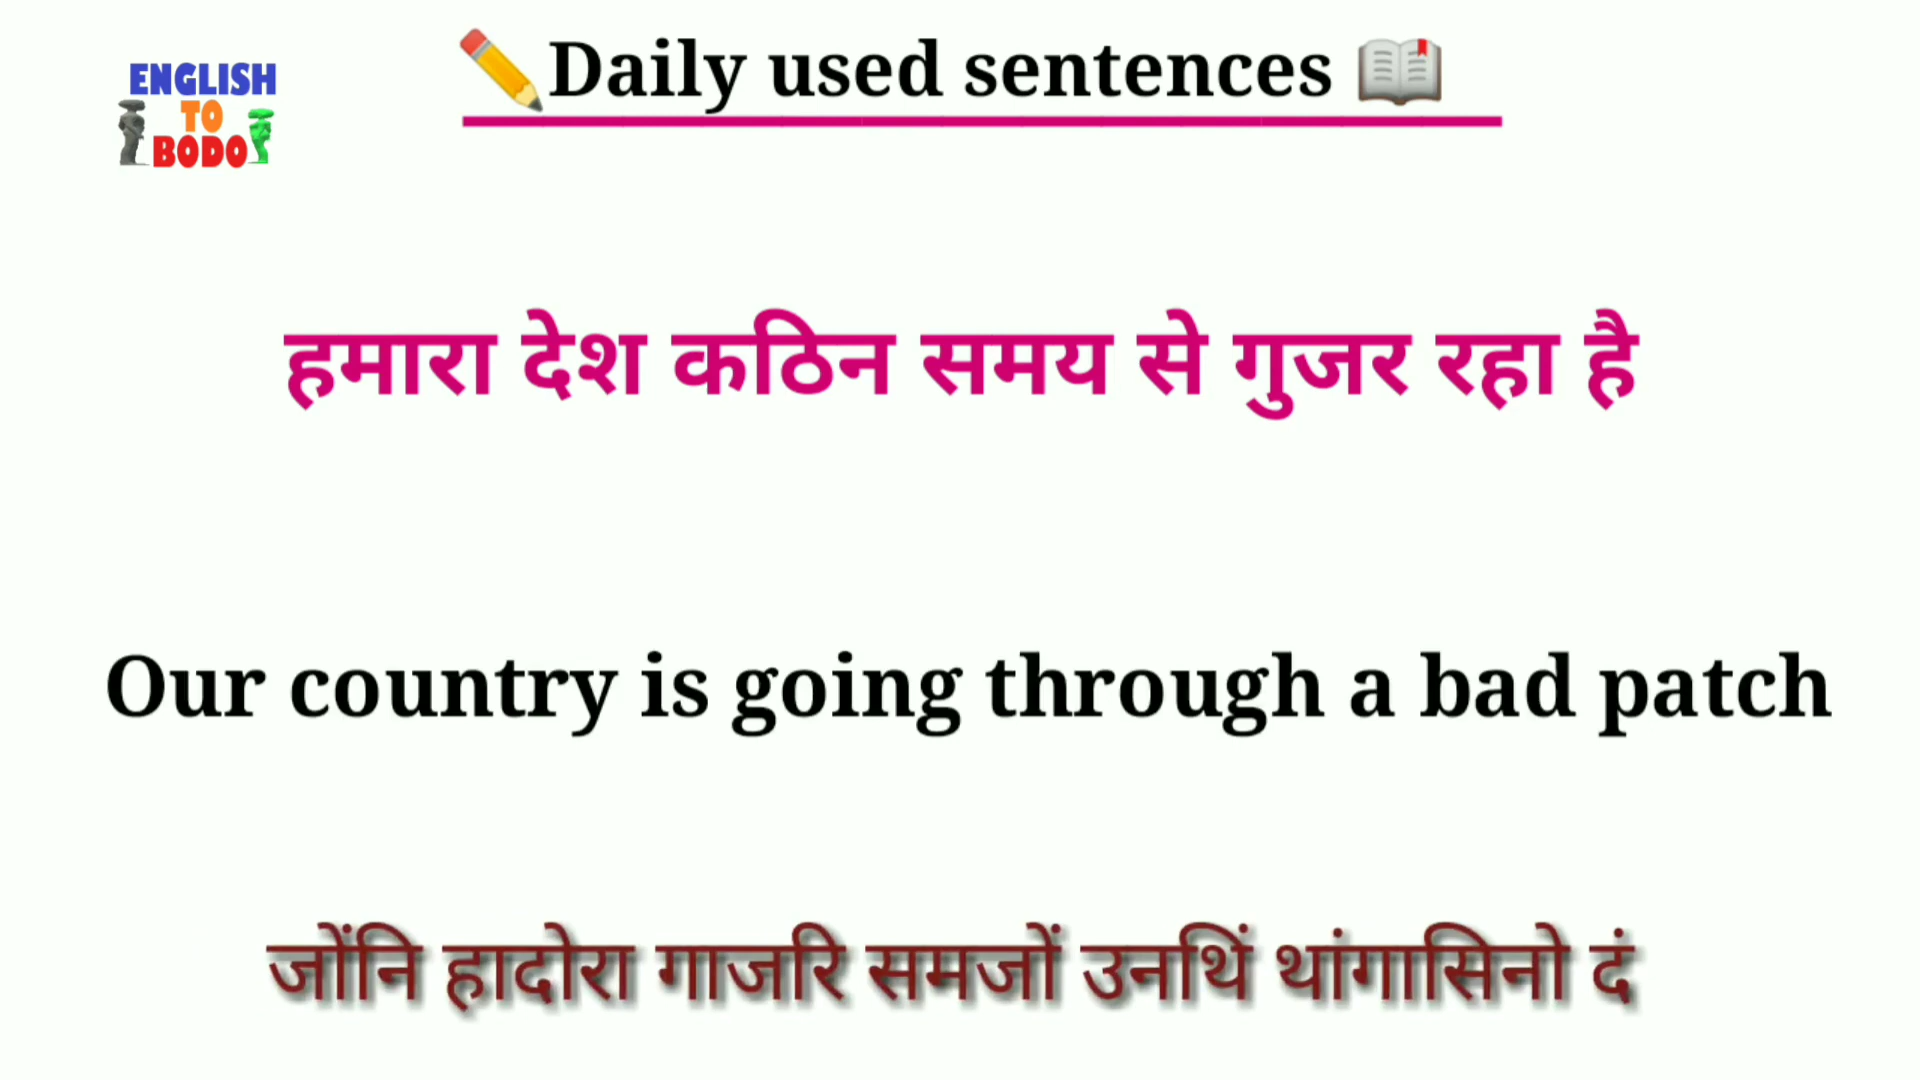 ENGLISH
TO
BODO
Daily used sentences
हमारा देश कठिन समय से गुजर रहा है
Our country is going through a bad patch
जोंनि हादोरा गाजरि समजों उनथिं थांगासिनो दं